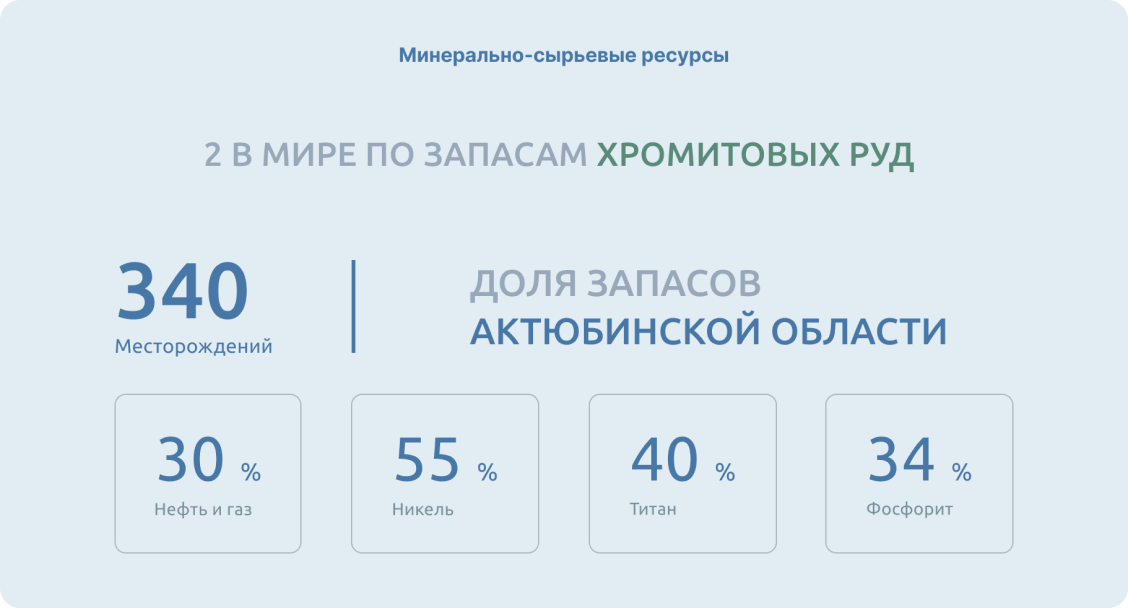 Минерально-сырьевые ресурсы
2 В МИРЕ ПО ЗАПАСАМ ХРОМИТОВЫХ РУД
340
Месторождений
ДОЛЯ ЗАПАСОВ
АКТЮБИНСКОЙ ОБЛАСТИ
30 %
Нефть и газ
55 %
Никель
40 %
Титан
34 %
Фосфорит